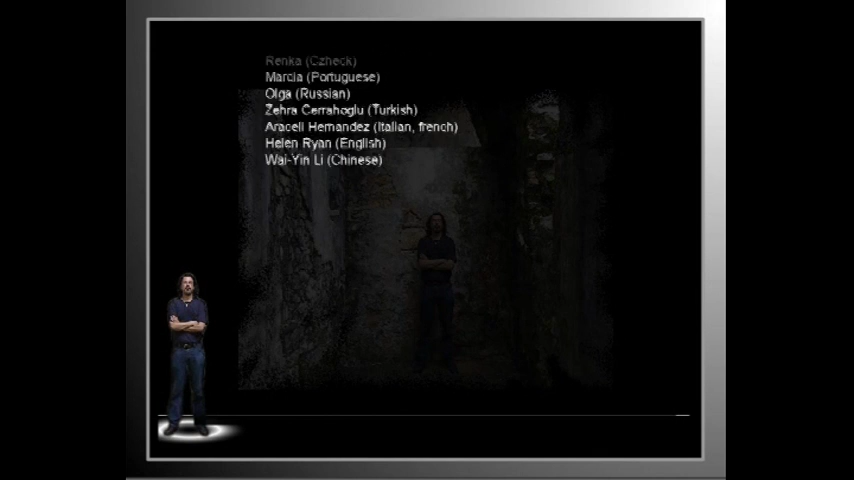 Renka (Czheck)
Marcia (Portuguese)
Olga (Russian)
Zehra Cerrahoglu (Turkish)
Araceli Hernandez (Italian, french)
Helen Ryan (English)
Wai-Yin Li (Chinese)